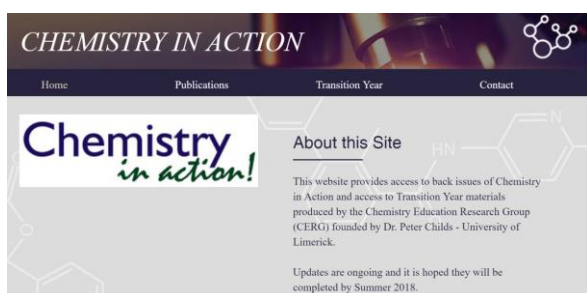 CHEMISTRY IN ACTION
Home Publications Transition Year Contact
Chemistry
in action!
About this Site
This website provides access to back issues of Chemistry
in Action and access to Transition Year materials
produced by the Chemistry Education Research Group
(CERG) founded by Dr. Peter Childs - University of
Limerick.
Updates are ongoing and it is hoped they will be
completed by Summer 2018.
HN
N
O